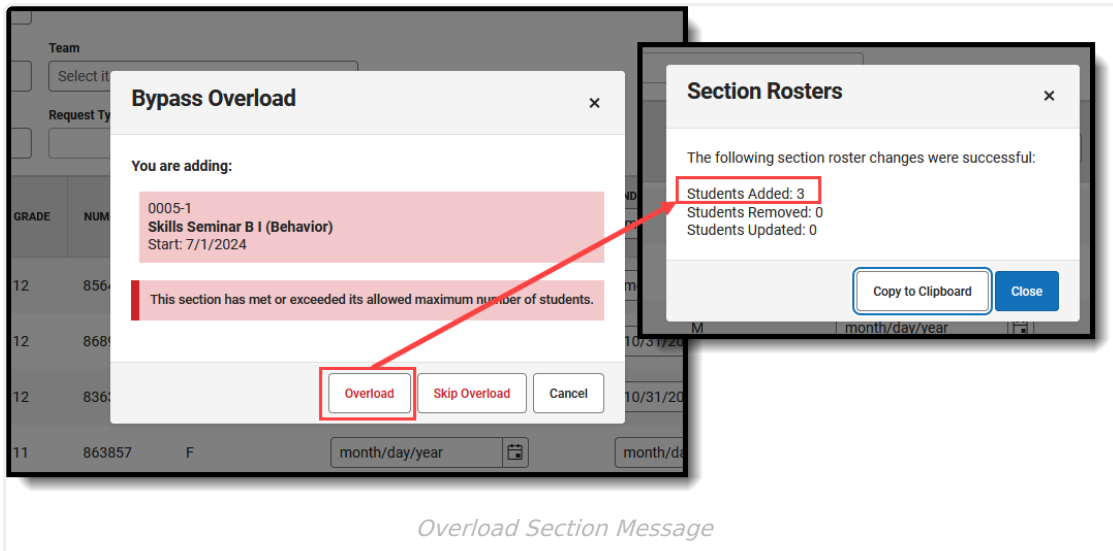 Team
Select it
Request Ty
GRADE
NUM
12
12
8689
12
8363
11 863857 F month/day/year month/da
10/31/20
10/31/20
Bypass Overload
×
You are adding:
0005-1
Skills Seminar B I (Behavior)
Start: 7/1/2024
This section has met or exceeded its allowed maximum number of students.
Overload Skip Overload Cancel
Section Rosters
×
The following section roster changes were successful:
Students Added: 3
Students Removed: 0
Students Updated: 0
Copy to Clipboard Close
M month/day/year
Overload Section Message